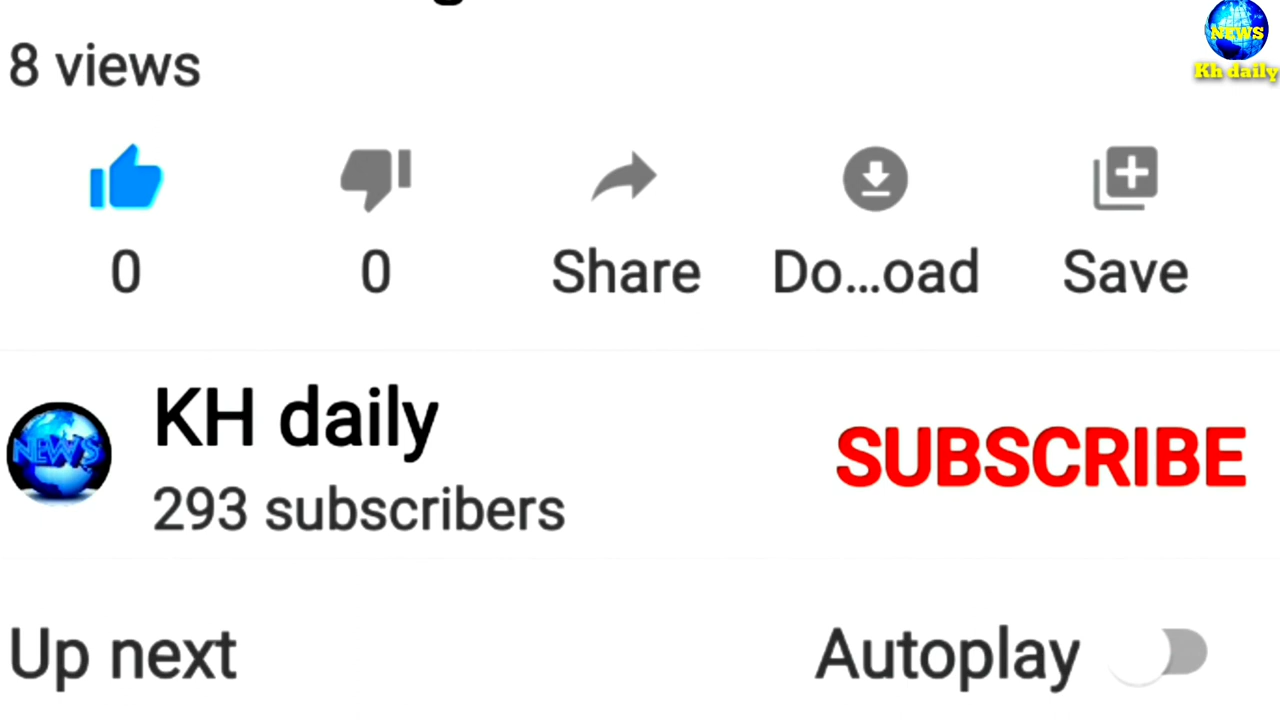 8 views
NEWS
Kh daily
0
0
Share
Do...oad
Save
KH daily
SUBSCRIBE
NEWS
293 subscribers
Up next
Autoplay